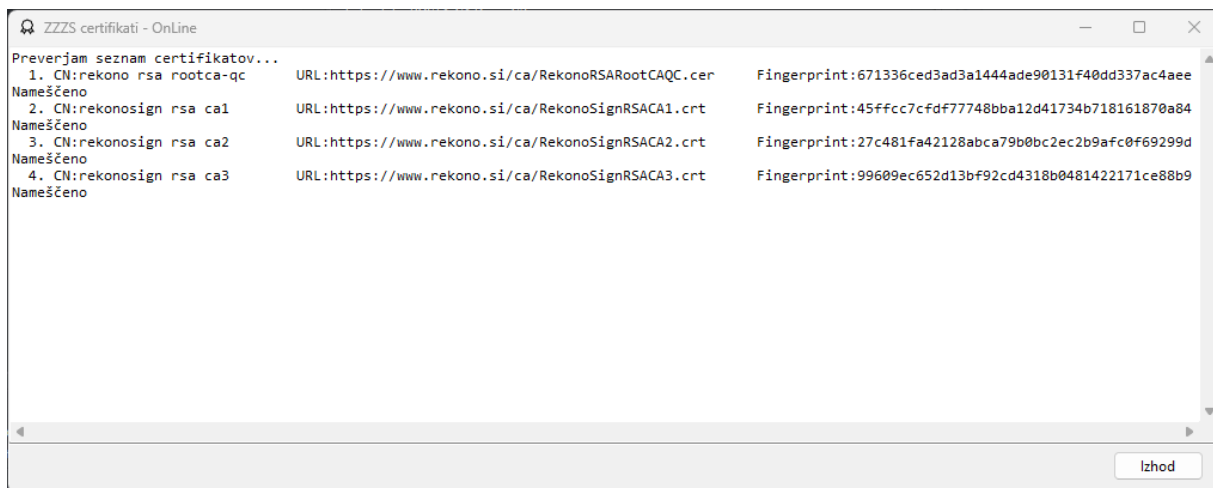 ZZZS certifikati - OnLine
Preverjam seznam certifikatov...
1. CN:rekono rsa rootca-qc URL:https://www.rekono.si/ca/RekonoRSARootCAQC.cer Fingerprint:671336ced3ad3a1444ade90131f40dd337ac4aee
Nameščeno
2. CN:rekonosign rsa ca1 URL:https://www.rekono.si/ca/RekonoSignRSACA1.crt Fingerprint:45ffcc7cfdf77748bba12d41734b718161870a84
Nameščeno
3. CN:rekonosign rsa ca2 URL:https://www.rekono.si/ca/RekonoSignRSACA2.crt Fingerprint:27c481fa42128abca79b0bc2ec2b9afc0f69299d
Nameščeno
4. CN:rekonosign rsa ca3 URL:https://www.rekono.si/ca/RekonoSignRSACA3.crt Fingerprint:99609ec652d13bf92cd4318b0481422171ce88b9
Nameščeno
Izhod